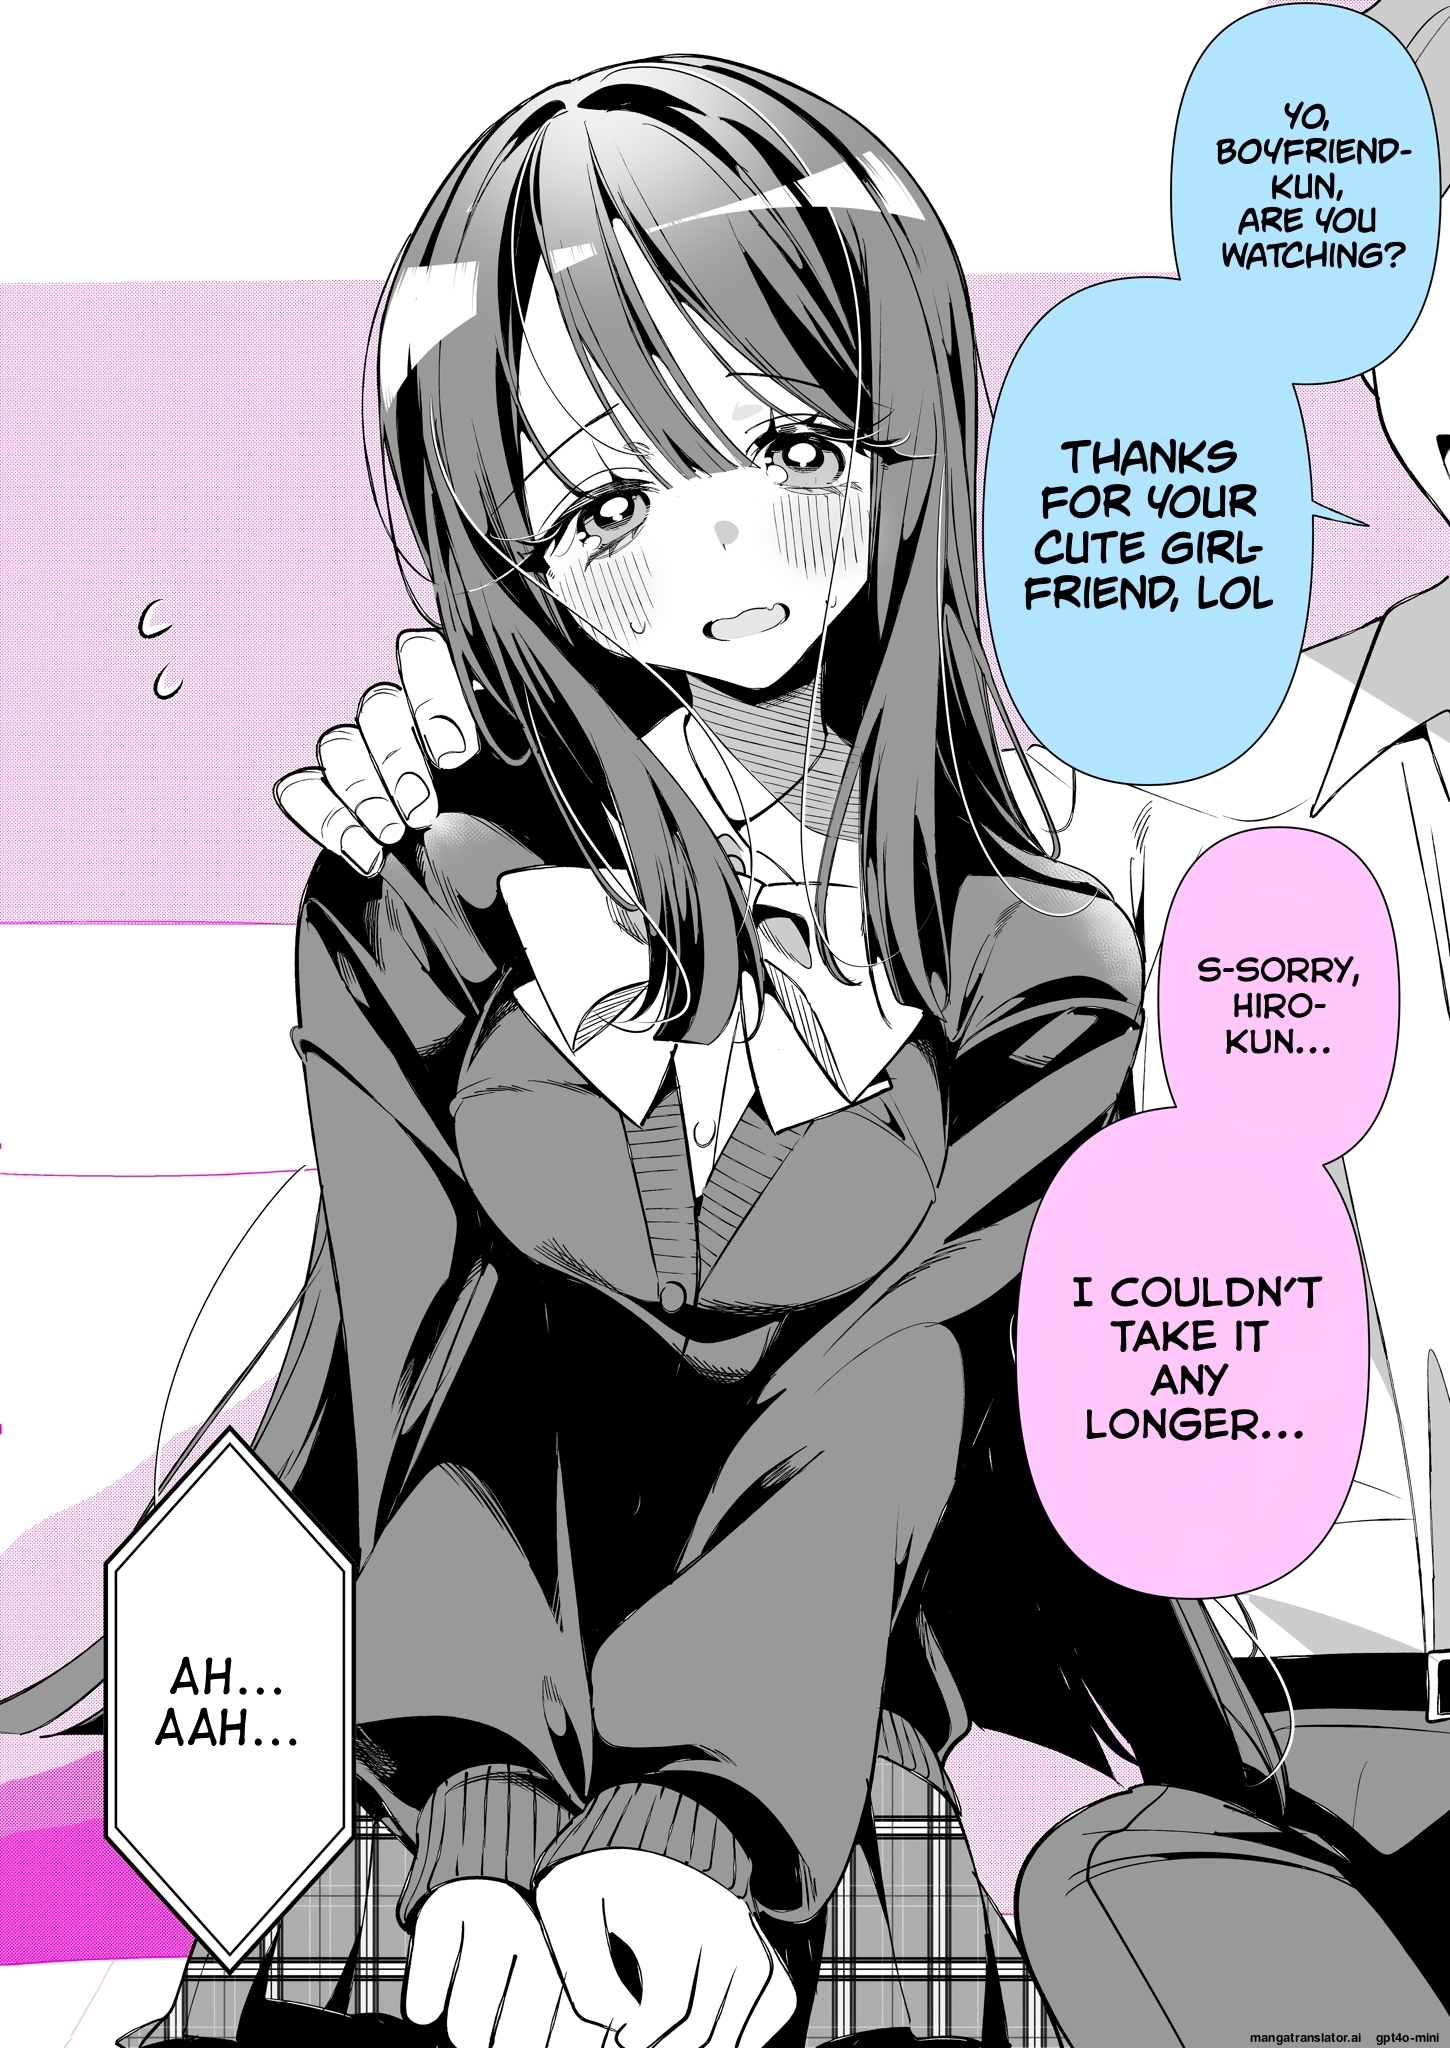 YO,
BOYFRIEND-
KUN,
ARE YOU
WATCHING?
THANKS
FOR YOUR
CUTE GIRL-
FRIEND, LOL
S-SORRY,
HIRO-
KUN...
I COULDN'T
TAKE IT
ANY
LONGER...
AH...
AAH...
mangatranslator.ai gpt4o-mini